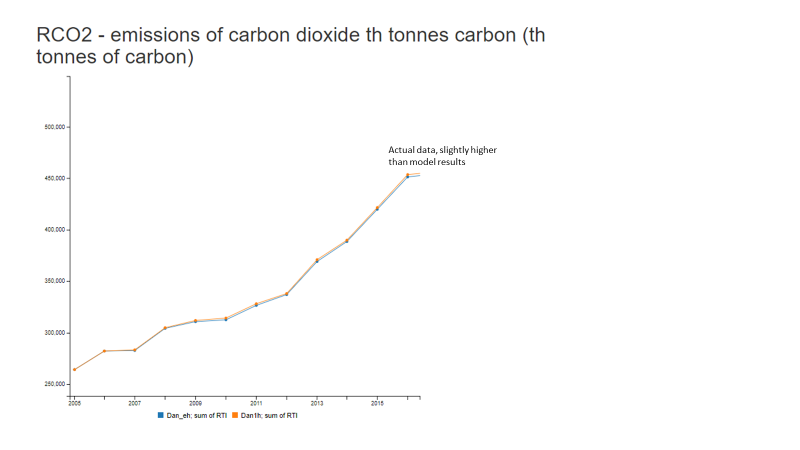 RCO2 - emissions of carbon dioxide th tonnes carbon (th
tonnes of carbon)
Actual data, slightly higher
than model results
500,000
450,000
400,000
350,000
300,000
250,000
2005 2007 2009 2011 2013 2015
Dan_eh; sum of RTI Dan1h; sum of RTI